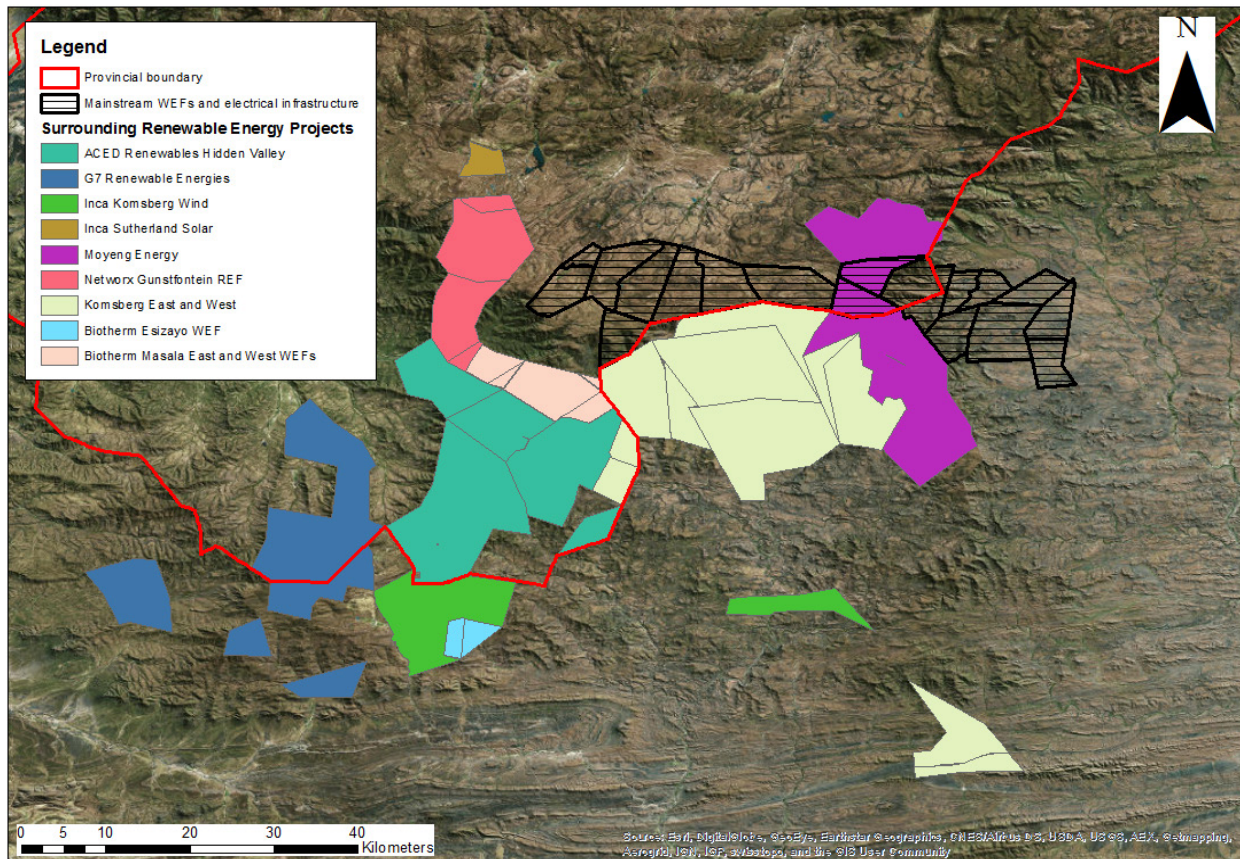 Legend
Provincial boundary
Mainstream WEFs and electrical infrastructure
Surrounding Renewable Energy Projects
ACED Renewables Hidden Valley
G7 Renewable Energies
Inca Komsberg Wind
Inca Sutherland Solar
Moyeng Energy
Networx Gunstfontein REF
Komsberg East and West
Biotherm Esizayo WEF
Biotherm Masala East and West WEFs
N
0 5 10 20 30 40
Kilometers
Source: Esri, DigitalGlobe, GeoEye, Earthstar Geographics, CNES/Airbus DS, USDA, USGS, AEX, Getmapping,
Aerogrid, IGN, IGP, swisstopo, and the GIS User Community